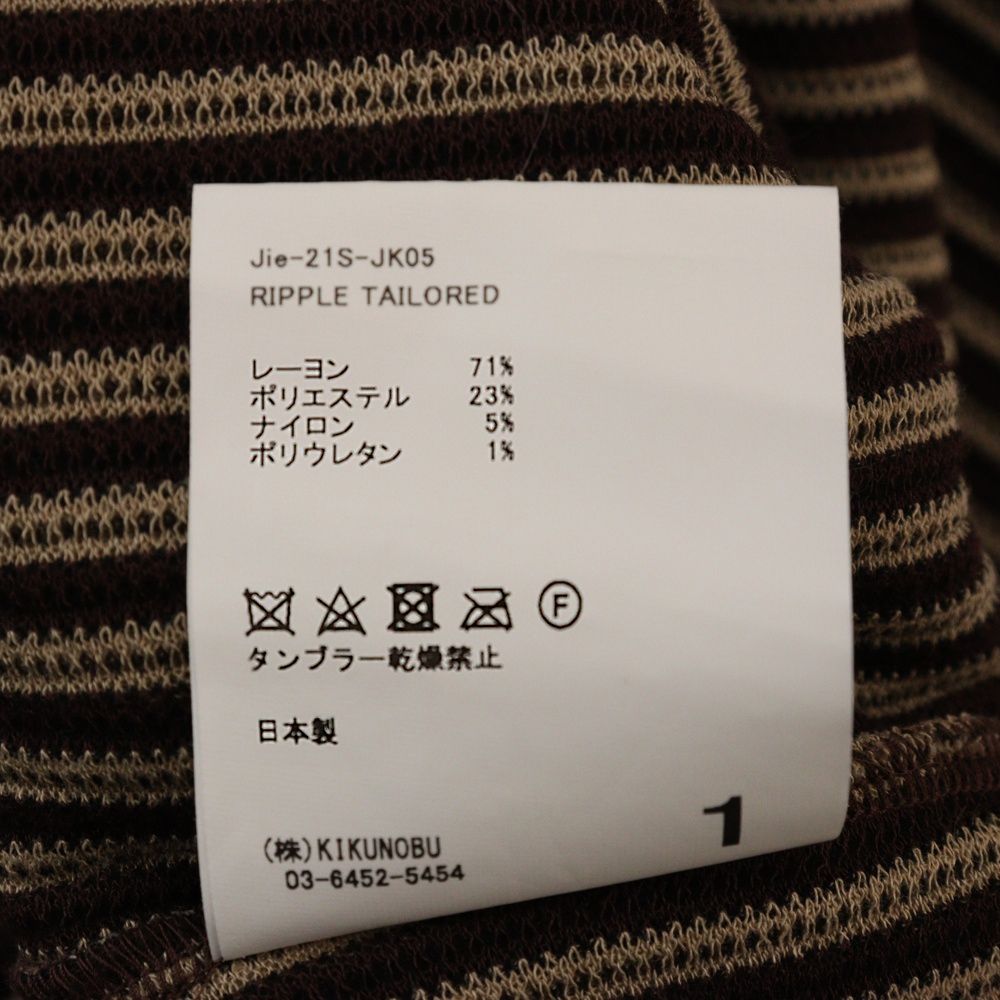 Jie-21S-JK05
RIPPLE TAILORED
レーヨン 71%
ポリエステル 23%
ナイロン 5%
ポリウレタン 1%
F
タンブラー乾燥禁止
日本製
1
(株)KIKUNOBU
03-6452-5454